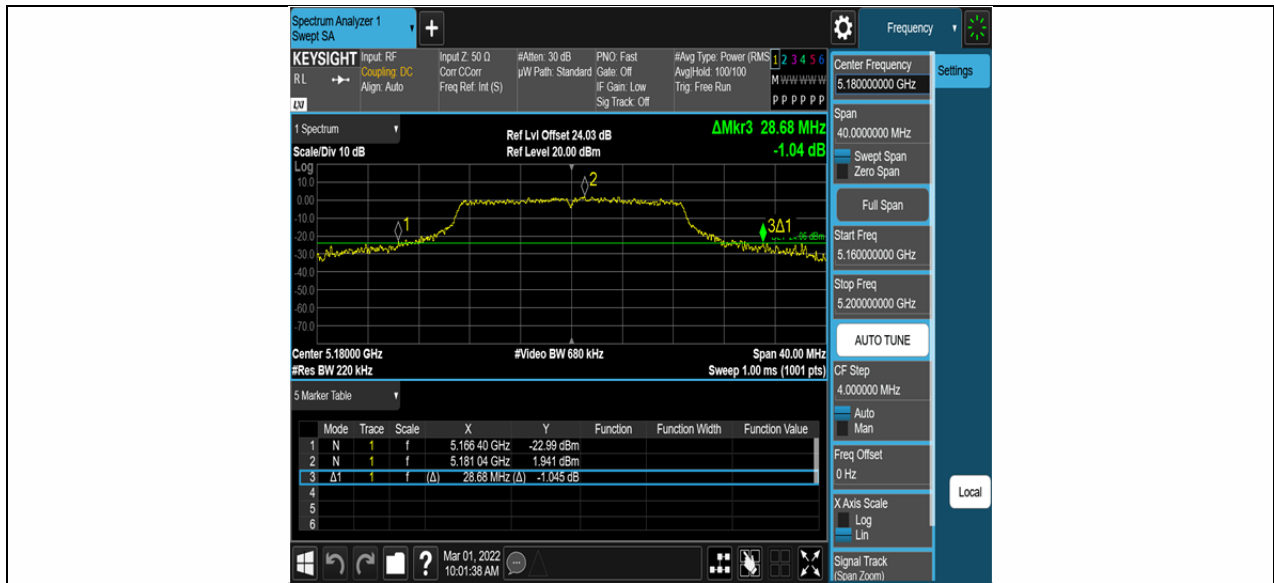 Spectrum Analyzer 1
Swept SA
Frequency
KEYSIGHT Input: RF Input Z: 50 Ω #Atten: 30 dB PNO: Fast #Avg Type: Power (RMS 1 2 3 4 5 6
RL Coupling: DC Corr CCorr µW Path: Standard Gate: Off Avg|Hold: 100/100 M W W W W W
Align: Auto Freq Ref: Int (S) IF Gain: Low Trig: Free Run
LXI Sig Track: Off P P P P P P
1 Spectrum
Ref Lvl Offset 24.03 dB
ΔMkr3 28.68 MHz
Scale/Div 10 dB Ref Level 20.00 dBm -1.04 dB
Log
10.0
0.00
-10.0
-20.0
-30.0
-40.0
-50.0
-60.0
-70.0
1
2
3Δ1
Center 5.18000 GHz #Video BW 680 kHz Span 40.00 MHz
#Res BW 220 kHz Sweep 1.00 ms (1001 pts)
5 Marker Table
Mode Trace Scale X Y Function Function Width Function Value
1 N 1 f 5.166 40 GHz -22.99 dBm
2 N 1 f 5.181 04 GHz 1.941 dBm
3 Δ1 1 f (Δ) 28.68 MHz (Δ) -1.045 dB
4
5
6
?
Mar 01, 2022
10:01:38 AM
Center Frequency
5.180000000 GHz
Settings
Span
40.0000000 MHz
Swept Span
Zero Span
Full Span
Start Freq
5.160000000 GHz
Stop Freq
5.200000000 GHz
AUTO TUNE
CF Step
4.000000 MHz
Auto
Man
Freq Offset
0 Hz
Local
X Axis Scale
Log
Lin
Signal Track
(Span Zoom)